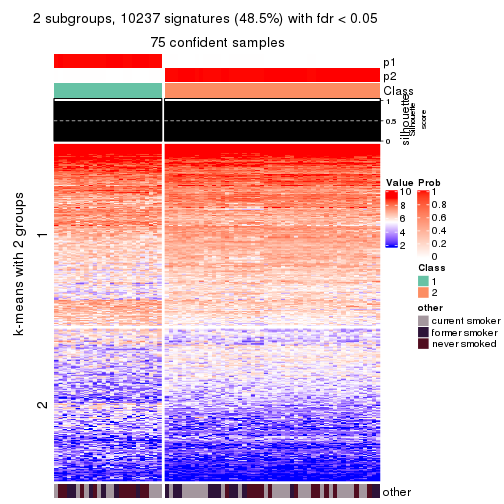 2 subgroups, 10237 signatures (48.5%) with fdr < 0.05
75 confident samples
p1
p2
Class
1
0.5
0
silhouette
Silhouette
score
k-means with 2 groups
1
2
Value
10
8
6
4
2
Prob
1
0.8
0.6
0.4
0.2
0
Class
1
2
other
current smoker
former smoker
never smoked
other